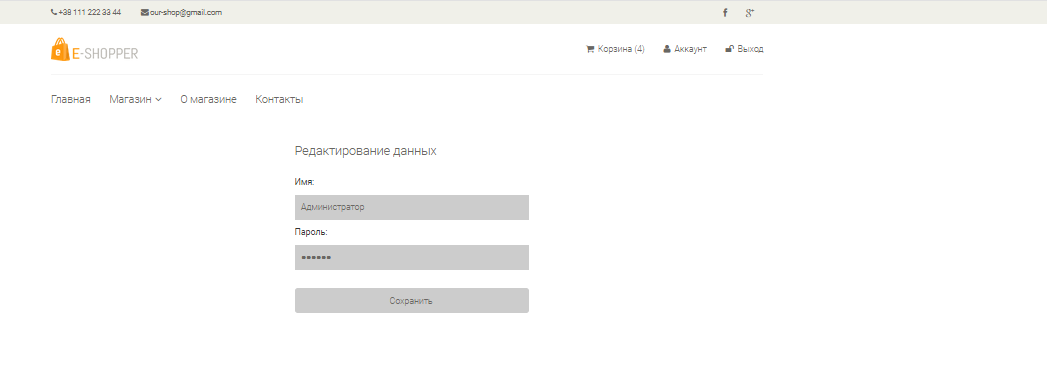 +38 111 222 33 44 our-shop@gmail.com
e E-SHOPPER Корзина (4) Аккаунт Выход
Главная Магазин О магазине Контакты
Редактирование данных
Имя:
Администратор
Пароль:
••••••
Сохранить